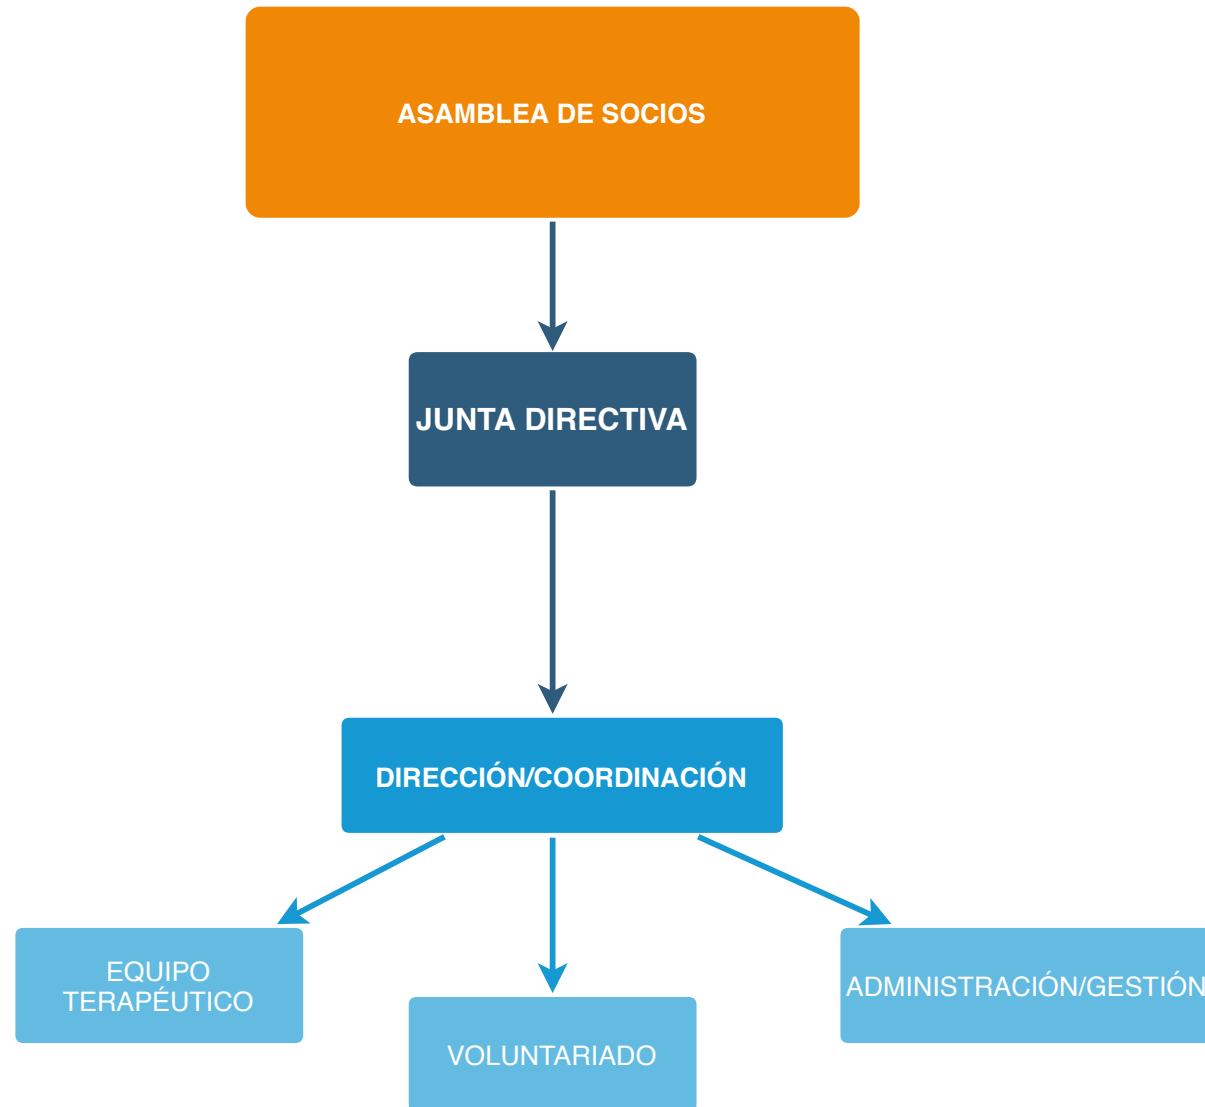 ASAMBLEA DE SOCIOS
JUNTA DIRECTIVA
DIRECCIÓN/COORDINACIÓN
EQUIPO
TERAPÉUTICO
VOLUNTARIADO
ADMINISTRACIÓN/GESTIÓN